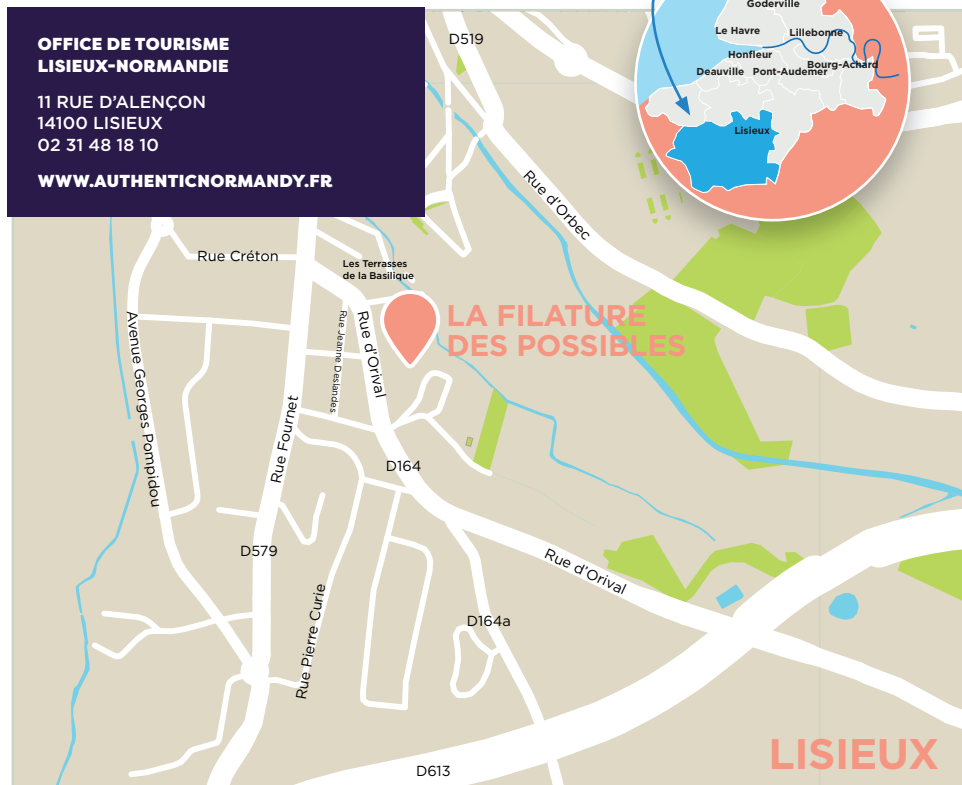 OFFICE DE TOURISME
LISIEUX-NORMANDIE
11 RUE D'ALENÇON
14100 LISIEUX
02 31 48 18 10
WWW.AUTHENTICNORMANDY.FR
D519
Goderville
Le Havre
Lillebonne
Honfleur
Bourg-Achard
Deauville
Pont-Audemer
Lisieux
Rue d'Orbec
Rue Créton
Les Terrasses
de la Basilique
LA FILATURE
DES POSSIBLES
Avenue Georges Pompidou
Rue Jeanne Deslandes
Rue d'Orival
Rue Fournet
D164
D579
Rue d'Orival
Rue Pierre Curie
D164a
LISIEUX
D613